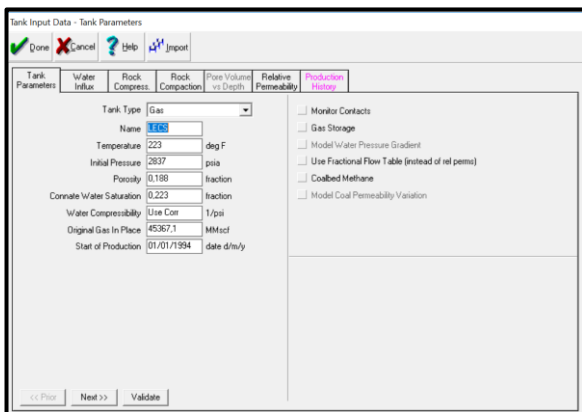 Tank Input Data - Tank Parameters
Done Cancel Help Import
Tank Parameters Water Influx Rock Compress. Rock Compaction Pore Volume vs Depth Relative Permeability Production History
Tank Type Gas
Name LEC5
Temperature 223 deg F
Initial Pressure 2837 psia
Porosity 0,188 fraction
Connate Water Saturation 0,223 fraction
Water Compressibility Use Corr 1/psi
Original Gas In Place 45367,1 MMscf
Start of Production 01/01/1994 date d/m/y
Monitor Contacts
Gas Storage
Model Water Pressure Gradient
Use Fractional Flow Table (instead of rel perms)
Coalbed Methane
Model Coal Permeability Variation
<< Prior Next >> Validate